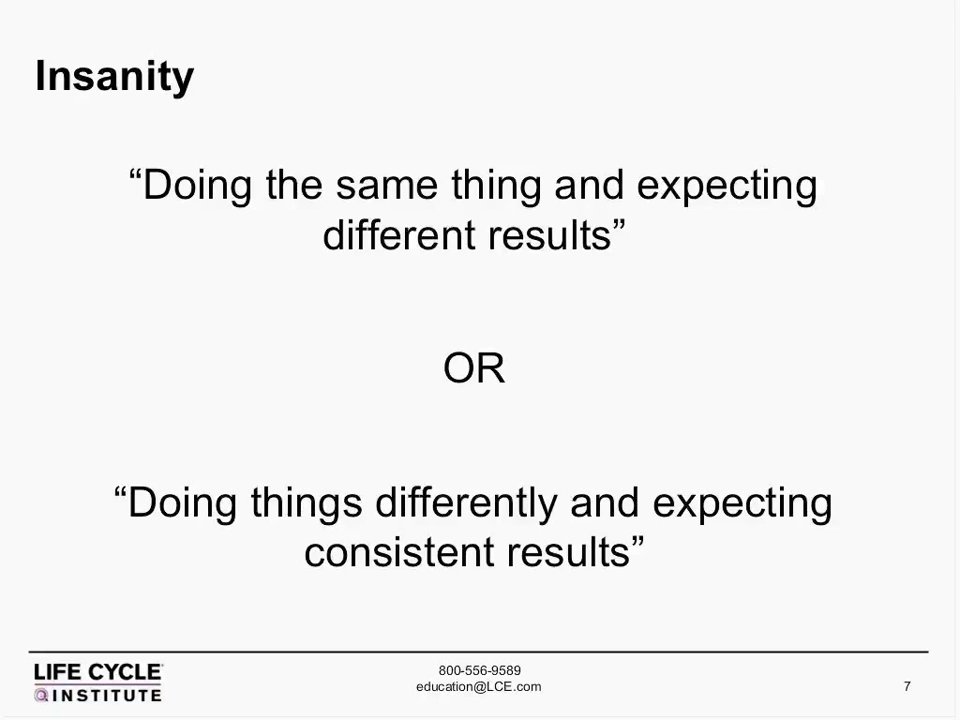 Insanity
“Doing the same thing and expecting
different results”
OR
“Doing things differently and expecting
consistent results”
LIFE CYCLE
INSTITUTE
800-556-9589
education@LCE.com
7